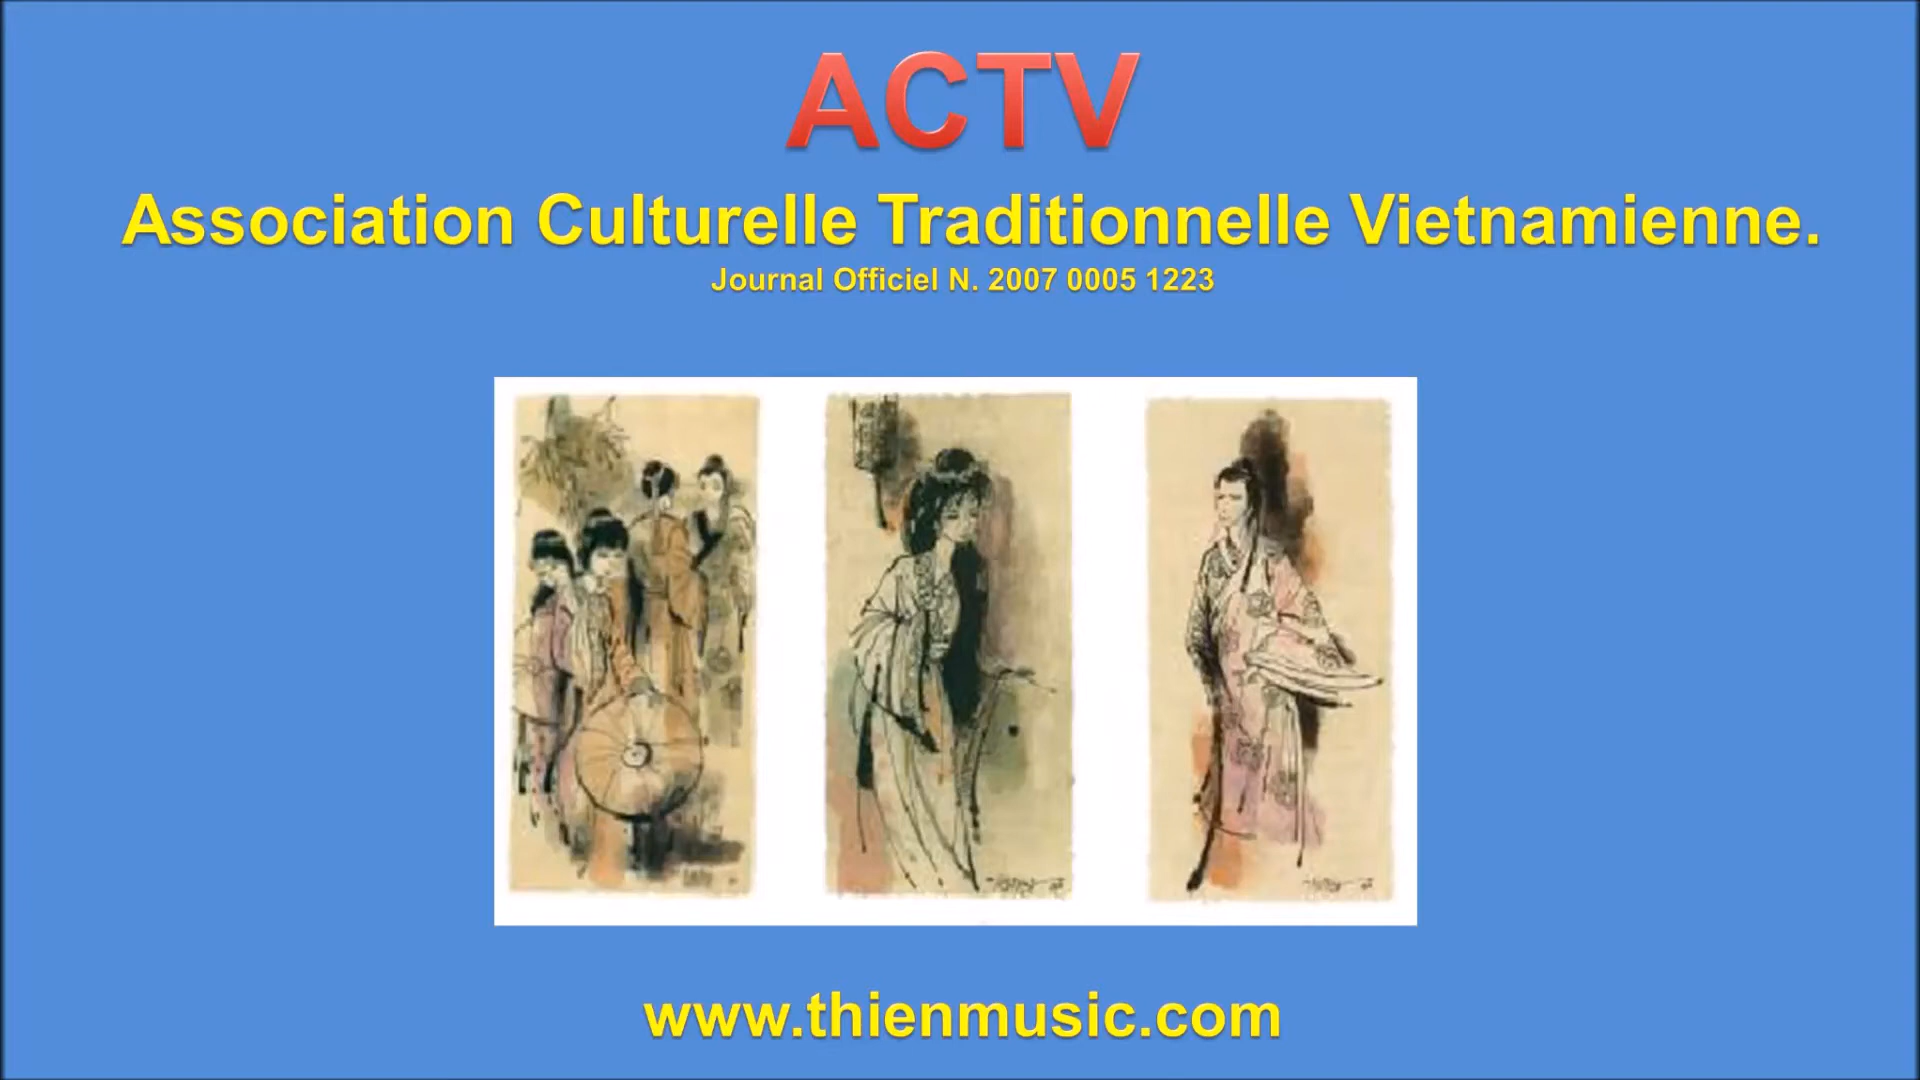 ACTV
Association Culturelle Traditionnelle Vietnamienne.
Journal Officiel N. 2007 0005 1223
www.thienmusic.com